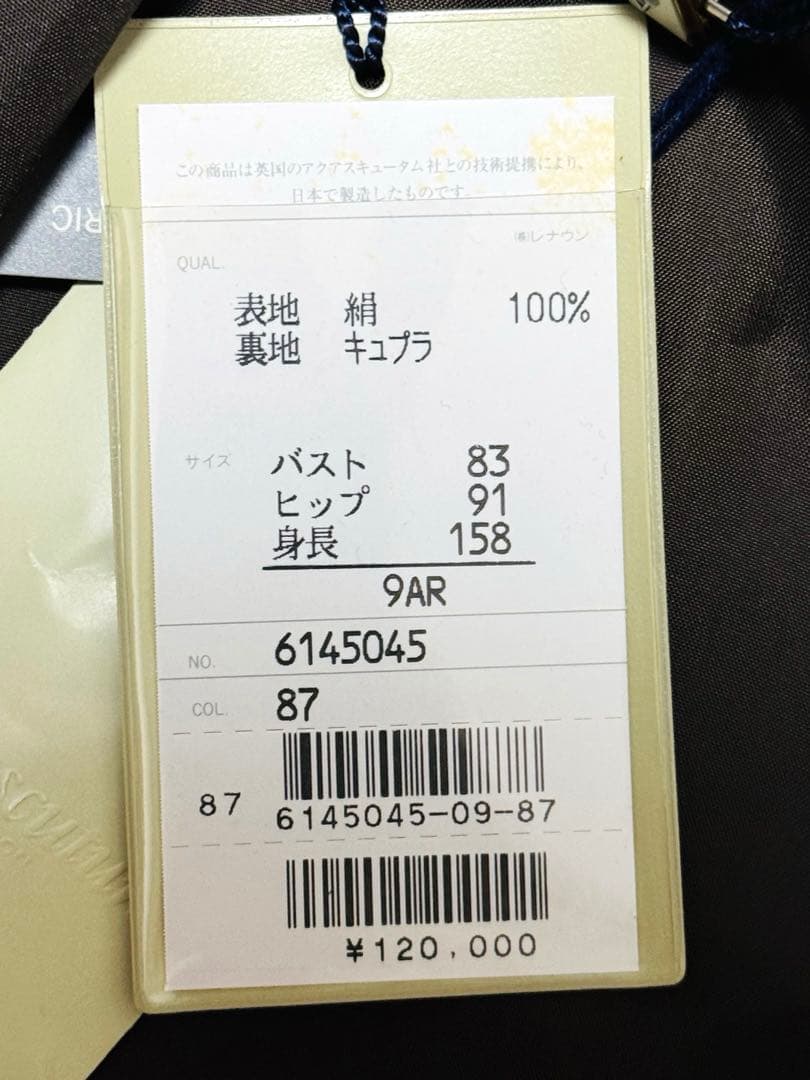 この商品は英国のアクアスキュータム社との技術提携により、
日本で製造したものです。
㈱レナウン
QUAL.
表地 絹 100%
裏地 キュプラ
サイズ バスト 83
ヒップ 91
身長 158
9AR
NO. 6145045
COL. 87
87 6145045-09-87
¥120,000
RIC